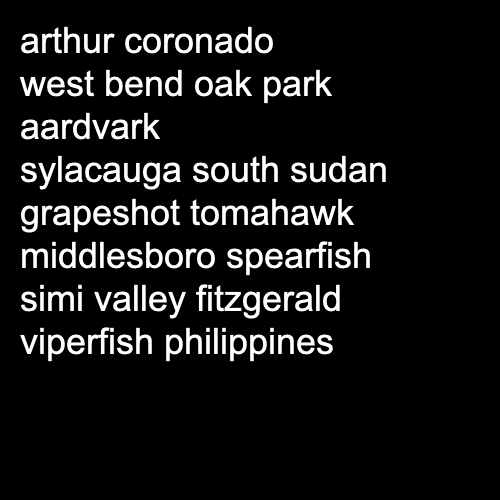 arthur coronado
west bend oak park
aardvark
sylacauga south sudan
grapeshot tomahawk
middlesboro spearfish
simi valley fitzgerald
viperfish philippines